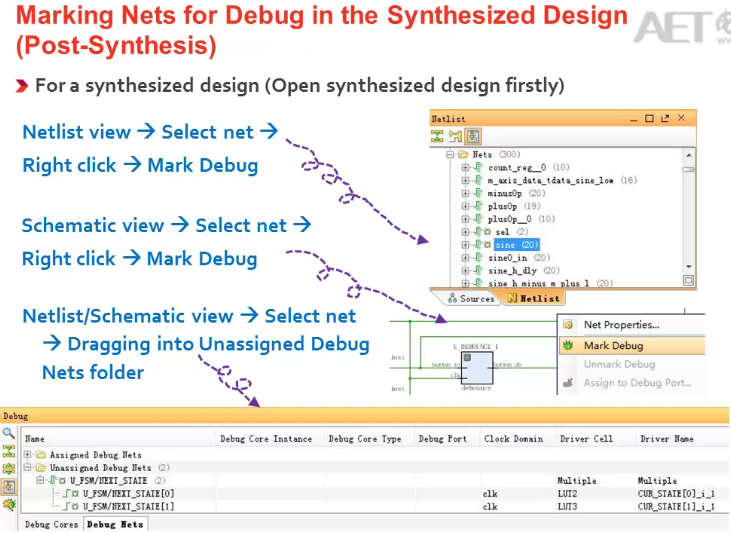 Marking Nets for Debug in the Synthesized Design
(Post-Synthesis)
AET
For a synthesized design (Open synthesized design firstly)
Netlist view → Select net →
Right click → Mark Debug
Schematic view → Select net →
Right click → Mark Debug
Netlist/Schematic view → Select net
→ Dragging into Unassigned Debug
Nets folder
Netlist
Nets (300)
count_reg__0 (10)
m_axis_data_tdata_sine_low (16)
minusOp (20)
plusOp (19)
plusOp__0 (10)
sel (2)
sine (20)
sine0_in (20)
sine_h_dly (20)
sine_h_minus_m_plus_l (20)
Sources
Netlist
Net Properties...
Mark Debug
Unmark Debug
Assign to Debug Port...
U_DEBOUNCE_1
inst
button_in
button_db
clk
inst
debounce
Debug
Name Debug Core Instance Debug Core Type Debug Port Clock Domain Driver Cell Driver Name
Assigned Debug Nets
Unassigned Debug Nets (2)
U_FSM/NEXT_STATE (2) Multiple Multiple
U_FSM/NEXT_STATE[0] clk LUT2 CUR_STATE[0]_i_1
U_FSM/NEXT_STATE[1] clk LUT3 CUR_STATE[1]_i_1
Debug Cores Debug Nets